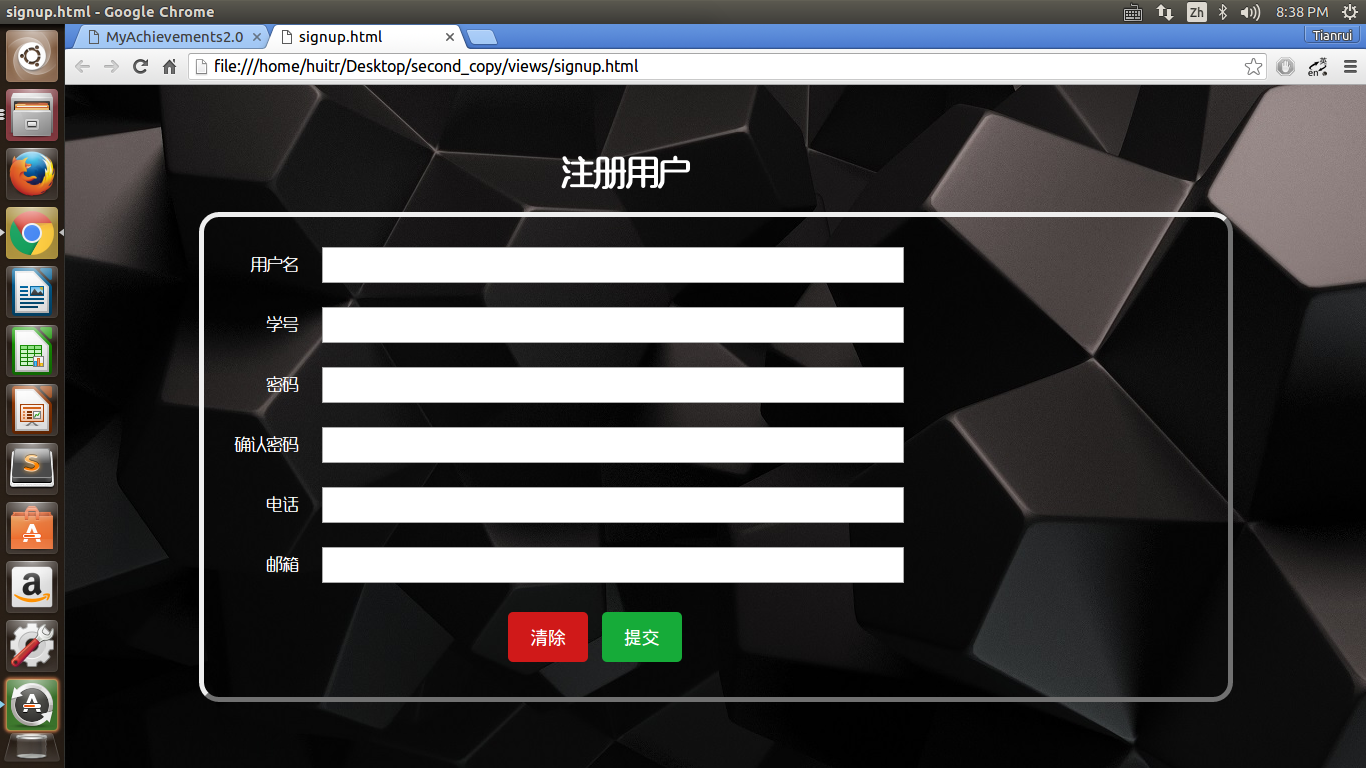 signup.html - Google Chrome
Zh
8:38 PM
MyAchievements2.0
signup.html
Tianrui
file:///home/huitr/Desktop/second_copy/views/signup.html
en
英
注册用户
用户名
学号
密码
确认密码
电话
邮箱
清除
提交